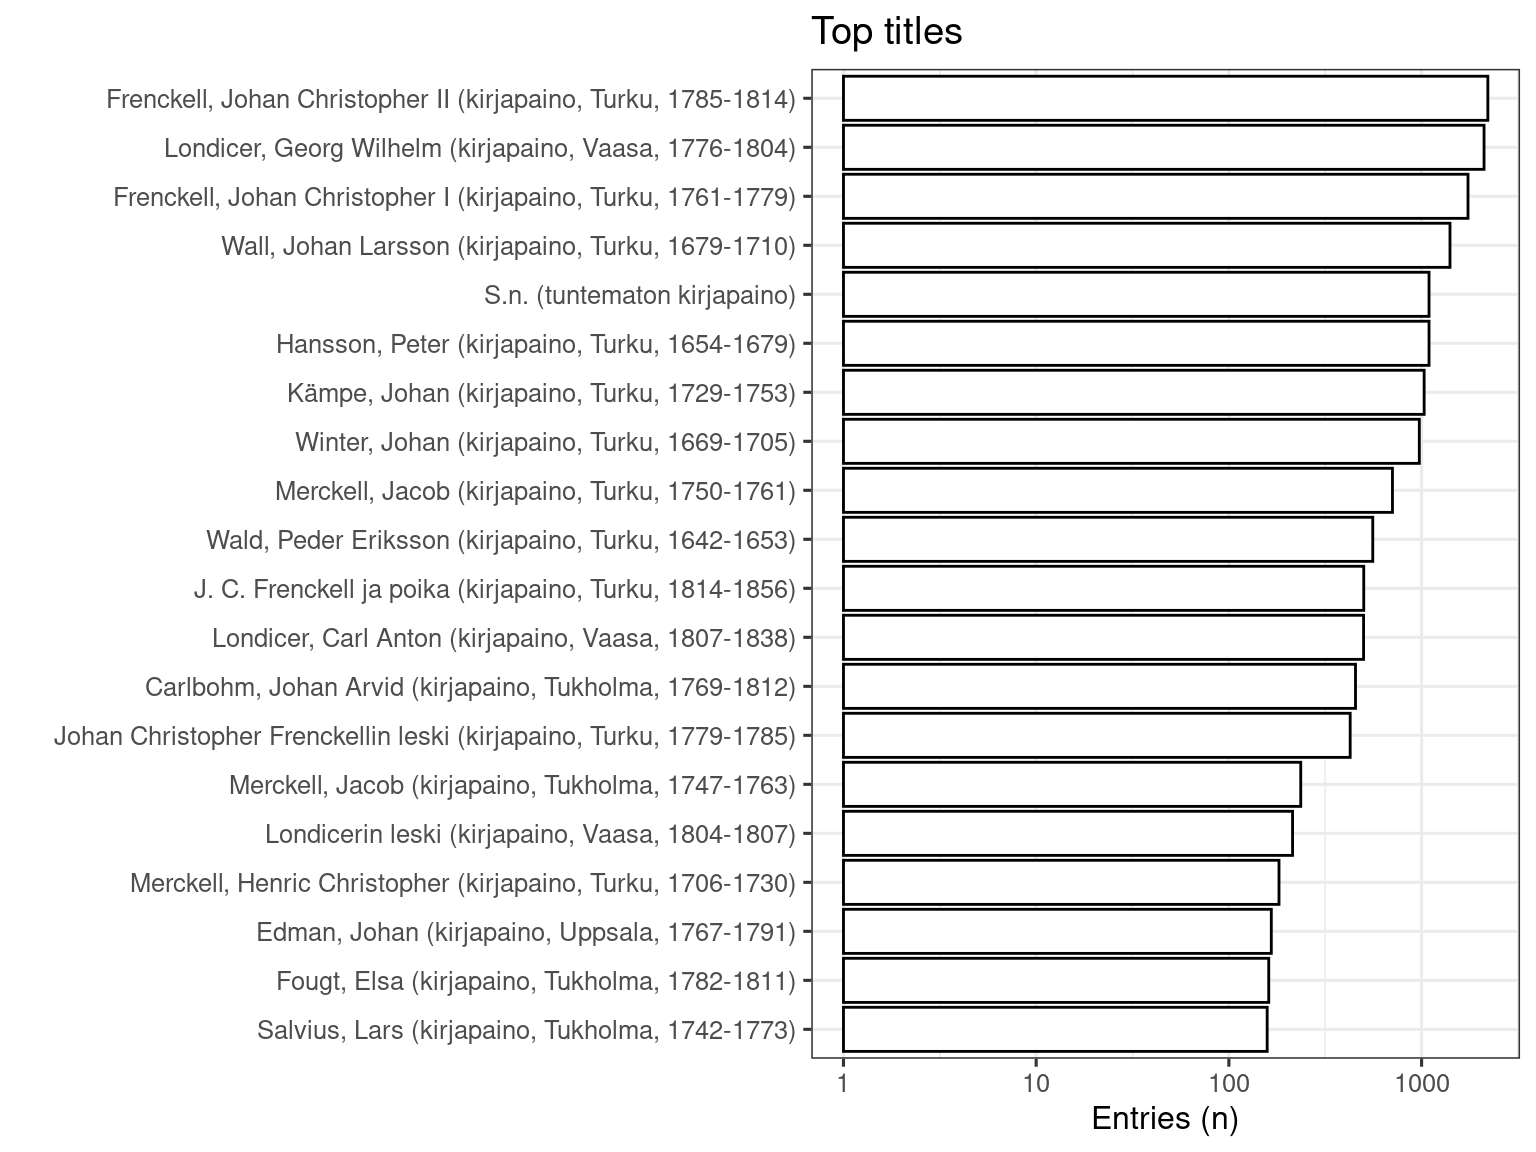 Top titles
Frenckell, Johan Christopher II (kirjapaino, Turku, 1785-1814)
Londicer, Georg Wilhelm (kirjapaino, Vaasa, 1776-1804)
Frenckell, Johan Christopher I (kirjapaino, Turku, 1761-1779)
Wall, Johan Larsson (kirjapaino, Turku, 1679-1710)
S.n. (tuntematon kirjapaino)
Hansson, Peter (kirjapaino, Turku, 1654-1679)
Kämpe, Johan (kirjapaino, Turku, 1729-1753)
Winter, Johan (kirjapaino, Turku, 1669-1705)
Merckell, Jacob (kirjapaino, Turku, 1750-1761)
Wald, Peder Eriksson (kirjapaino, Turku, 1642-1653)
J. C. Frenckell ja poika (kirjapaino, Turku, 1814-1856)
Londicer, Carl Anton (kirjapaino, Vaasa, 1807-1838)
Carlbohm, Johan Arvid (kirjapaino, Tukholma, 1769-1812)
Johan Christopher Frenckellin leski (kirjapaino, Turku, 1779-1785)
Merckell, Jacob (kirjapaino, Tukholma, 1747-1763)
Londicerin leski (kirjapaino, Vaasa, 1804-1807)
Merckell, Henric Christopher (kirjapaino, Turku, 1706-1730)
Edman, Johan (kirjapaino, Uppsala, 1767-1791)
Fougt, Elsa (kirjapaino, Tukholma, 1782-1811)
Salvius, Lars (kirjapaino, Tukholma, 1742-1773)
1 10 100 1000
Entries (n)